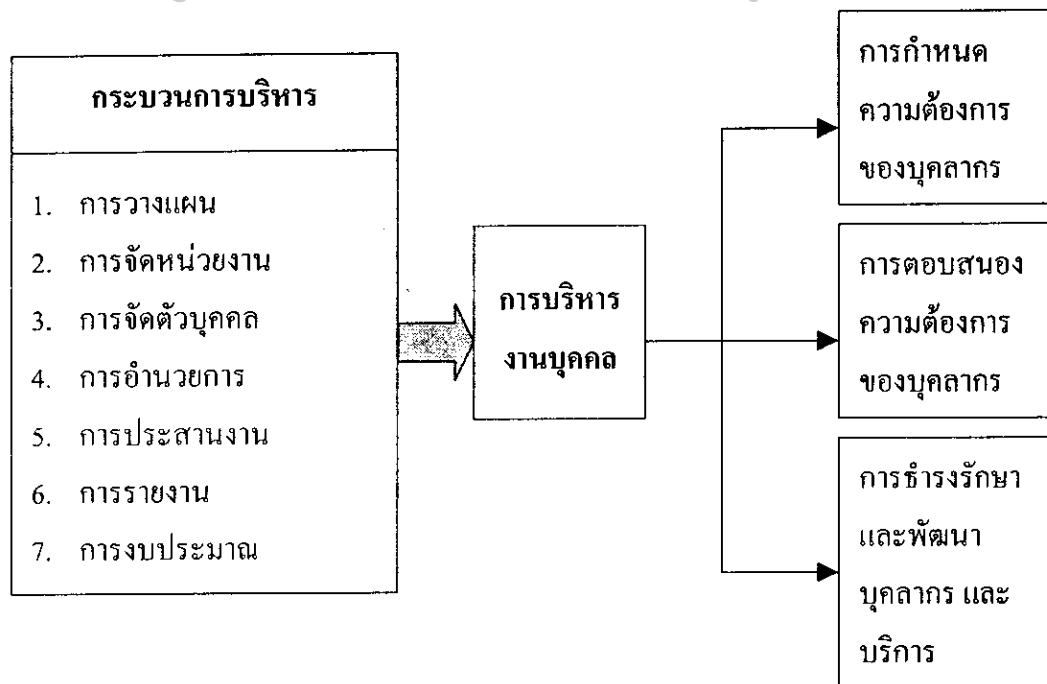 กระบวนการบริหาร
1. การวางแผน
2. การจัดหน่วยงาน
3. การจัดตัวบุคคล
4. การอำนวยการ
5. การประสานงาน
6. การรายงาน
7. การงบประมาณ
การบริหาร
งานบุคคล
การกำหนด
ความต้องการ
ของบุคลากร
การตอบสนอง
ความต้องการ
ของบุคลากร
การธำรงรักษา
และพัฒนา
บุคลากร และ
บริการ